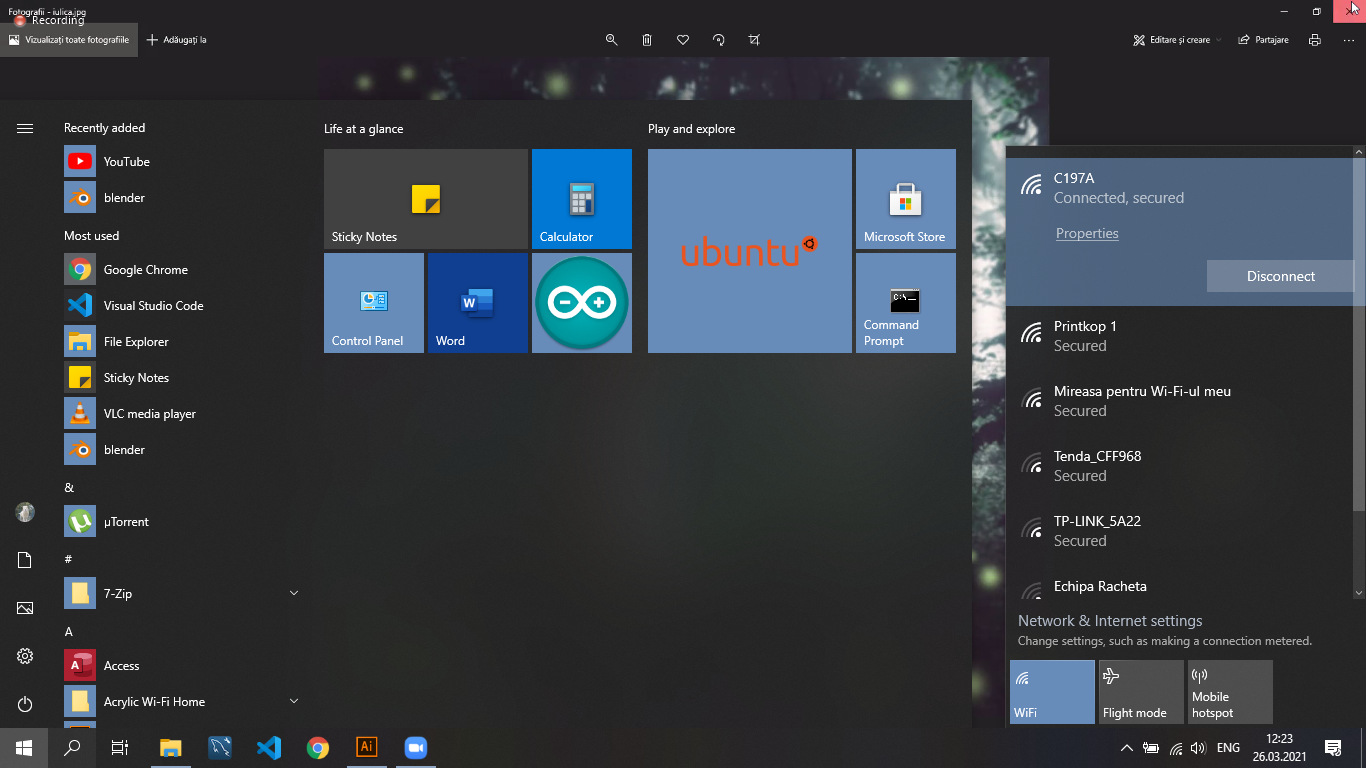 Fotografii - iulica.jpg
Recording
Vizualizați toate fotografiile
Adăugați la
Editare și creare
Partajare
Recently added
YouTube
blender
Most used
Google Chrome
Visual Studio Code
File Explorer
Sticky Notes
VLC media player
blender
&
µTorrent
#
7-Zip
A
Access
Acrylic Wi-Fi Home
Life at a glance
Sticky Notes
Calculator
Control Panel
W
Word
Play and explore
ubuntu
Microsoft Store
C:\._
Command
Prompt
C197A
Connected, secured
Properties
Disconnect
Printkop 1
Secured
Mireasa pentru Wi-Fi-ul meu
Secured
Tenda_CFF968
Secured
TP-LINK_5A22
Secured
Echipa Racheta
Network & Internet settings
Change settings, such as making a connection metered.
WiFi
Flight mode
Mobile
hotspot
Ai
ENG
12:23
26.03.2021